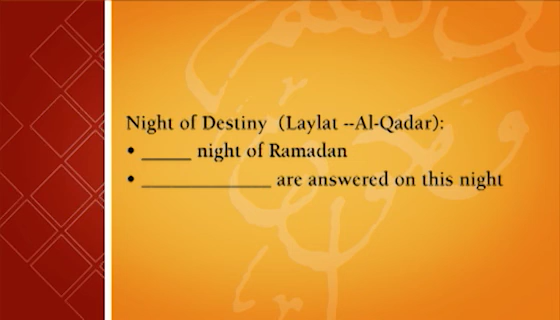 Night of Destiny (Laylat --Al-Qadar):
• _____ night of Ramadan
• _____________ are answered on this night